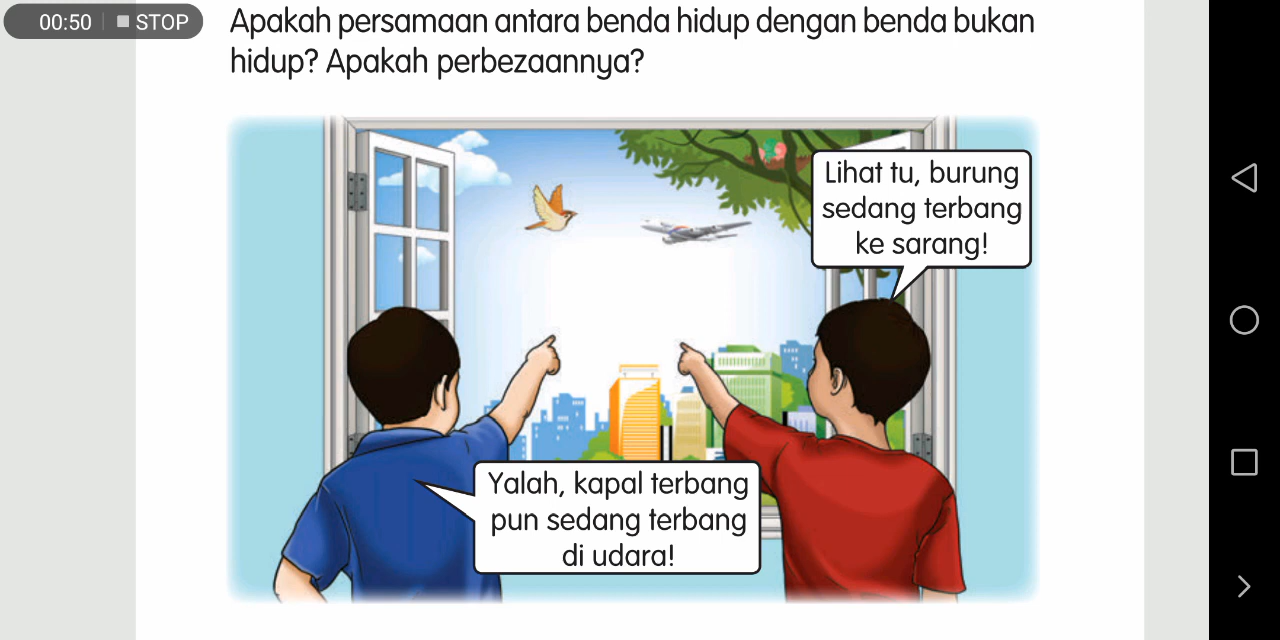 00:50 STOP
Apakah persamaan antara benda hidup dengan benda bukan
hidup? Apakah perbezaannya?
Lihat tu, burung
sedang terbang
ke sarang!
Yalah, kapal terbang
pun sedang terbang
di udara!